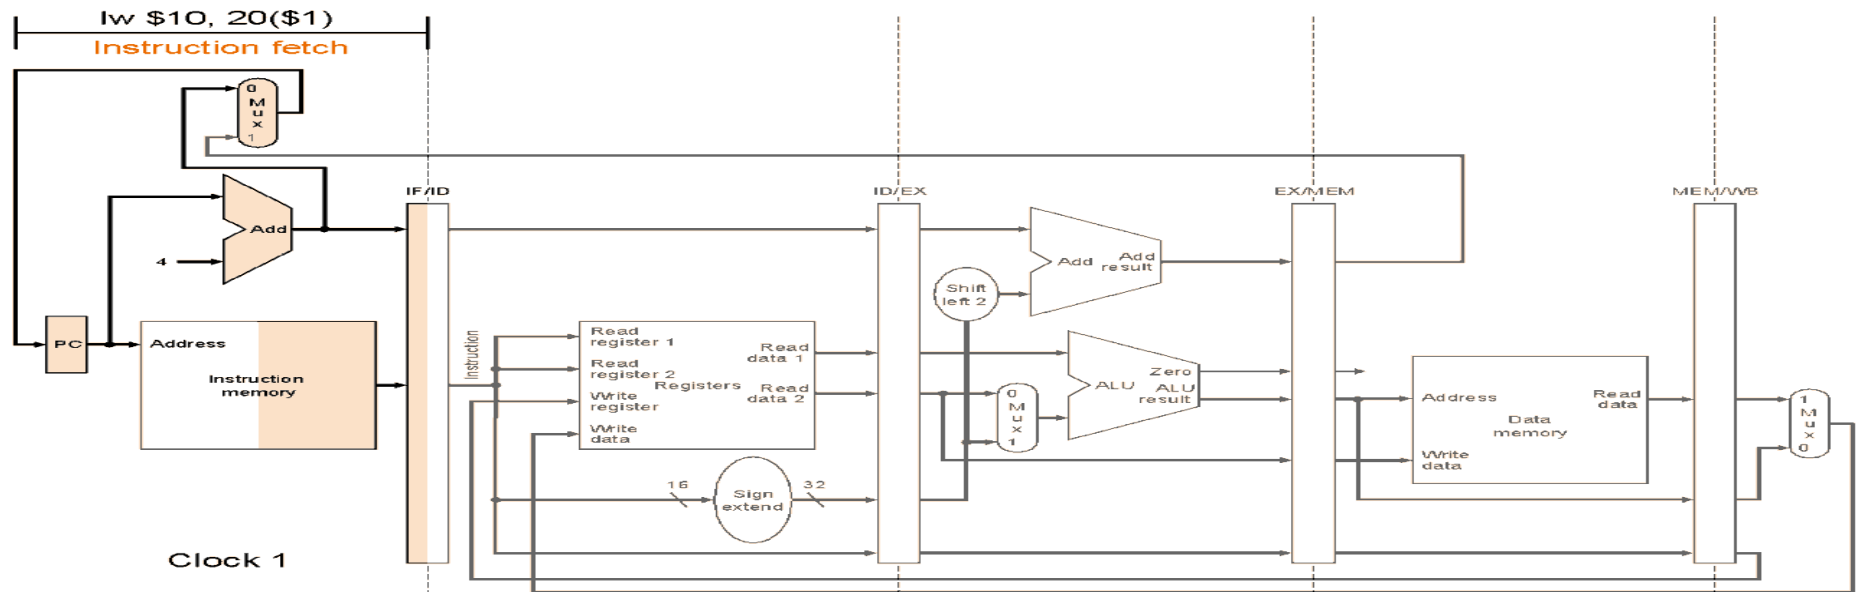 lw $10, 20($1)
Instruction fetch
0
M
u
x
1
IF/ID
ID/EX
EX/MEM
MEM/WB
Add
4
Shift
left 2
Add
Add
result
PC
Address
Instruction
memory
Instruction
Read
register 1
Read
register 2
Write
register
Write
data
Registers
Read
data 1
Read
data 2
0
M
u
x
1
ALU
Zero
ALU
result
Address
Write
data
Data
memory
Read
data
1
M
u
x
0
16
Sign
extend
32
Clock 1